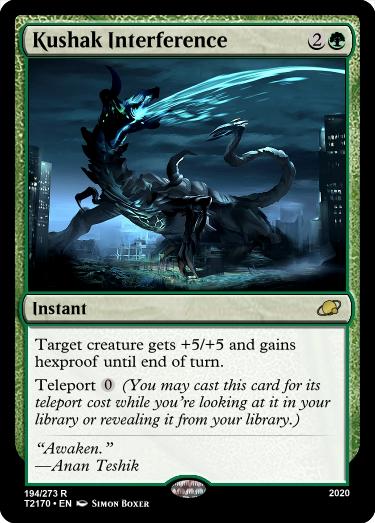 Kushak Interference 2
Instant
Target creature gets +5/+5 and gains
hexproof until end of turn.
Teleport 0 (You may cast this card for its
teleport cost while you're looking at it in your
library or revealing it from your library.)
"Awaken."
—Anan Teshik
194/273 R 2020
T2170 • EN Simon Boxer